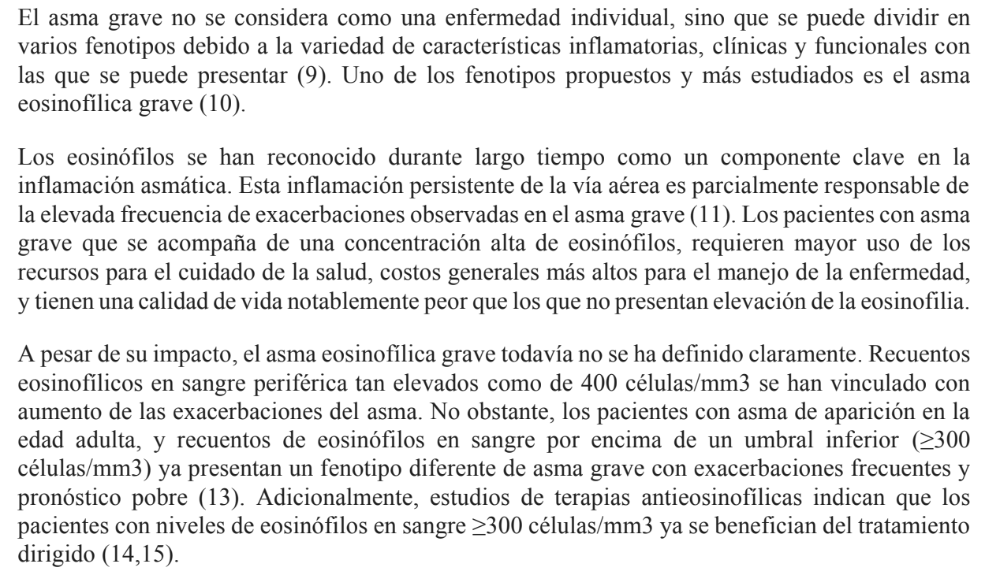 El asma grave no se considera como una enfermedad individual, sino que se puede dividir en
varios fenotipos debido a la variedad de características inflamatorias, clínicas y funcionales con
las que se puede presentar (9). Uno de los fenotipos propuestos y más estudiados es el asma
eosinofílica grave (10).
Los eosinófilos se han reconocido durante largo tiempo como un componente clave en la
inflamación asmática. Esta inflamación persistente de la vía aérea es parcialmente responsable de
la elevada frecuencia de exacerbaciones observadas en el asma grave (11). Los pacientes con asma
grave que se acompaña de una concentración alta de eosinófilos, requieren mayor uso de los
recursos para el cuidado de la salud, costos generales más altos para el manejo de la enfermedad,
y tienen una calidad de vida notablemente peor que los que no presentan elevación de la eosinofilia.
A pesar de su impacto, el asma eosinofílica grave todavía no se ha definido claramente. Recuentos
eosinofílicos en sangre periférica tan elevados como de 400 células/mm3 se han vinculado con
aumento de las exacerbaciones del asma. No obstante, los pacientes con asma de aparición en la
edad adulta, y recuentos de eosinófilos en sangre por encima de un umbral inferior (≥300
células/mm3) ya presentan un fenotipo diferente de asma grave con exacerbaciones frecuentes y
pronóstico pobre (13). Adicionalmente, estudios de terapias antieosinofílicas indican que los
pacientes con niveles de eosinófilos en sangre ≥300 células/mm3 ya se benefician del tratamiento
dirigido (14,15).